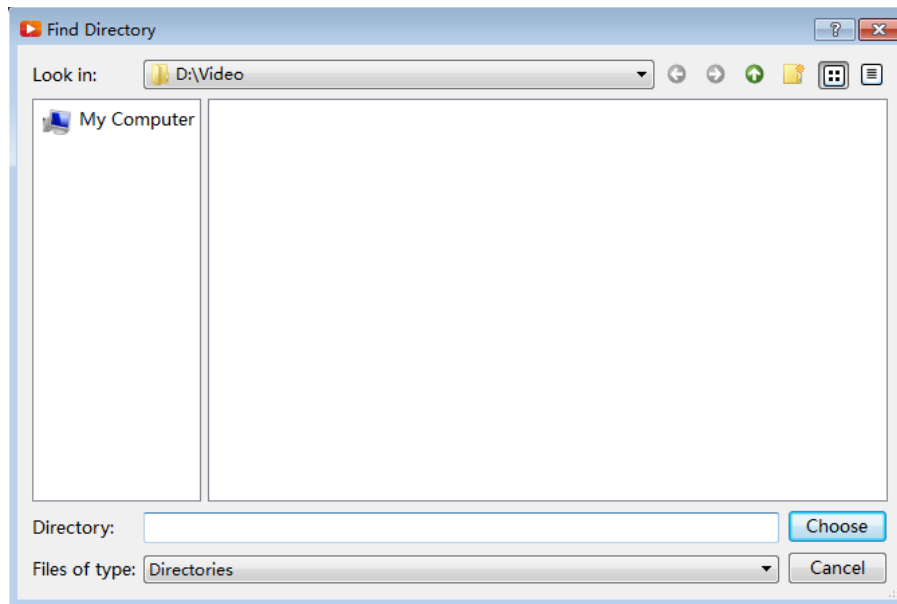 Find Directory
Look in: D:\Video
My Computer
Directory: Choose
Files of type: Directories Cancel